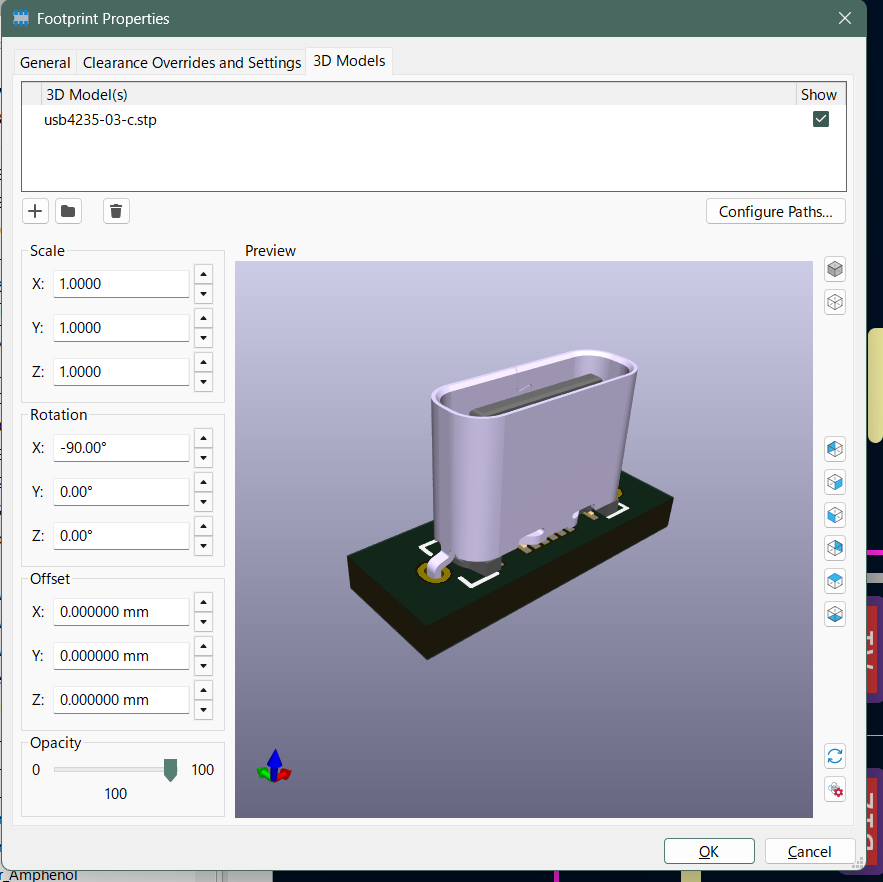 Footprint Properties
General Clearance Overrides and Settings 3D Models
3D Model(s) Show
usb4235-03-c.stp
Configure Paths...
Scale
Preview
X: 1.0000
Y: 1.0000
Z: 1.0000
Rotation
X: -90.00°
Y: 0.00°
Z: 0.00°
Offset
X: 0.000000 mm
Y: 0.000000 mm
Z: 0.000000 mm
Opacity
0 100
100
OK Cancel
r_Amphenol